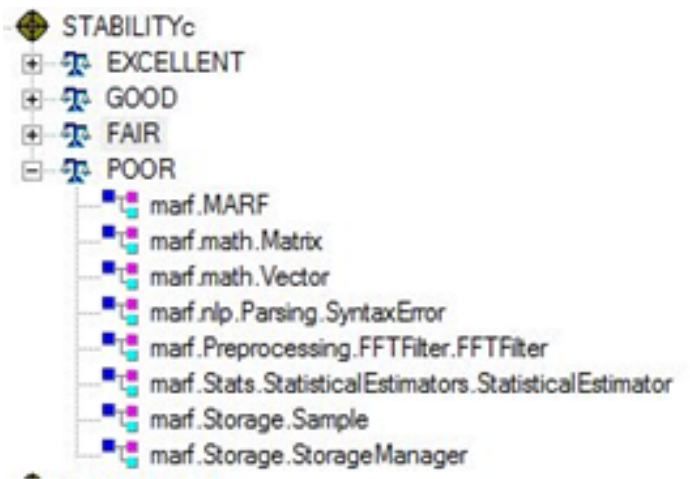 STABILITYc
EXCELLENT
GOOD
FAIR
POOR
marf.MARF
marf.math.Matrix
marf.math.Vector
marf.nlp.Parsing.SyntaxError
marf.Preprocessing.FFTFilter.FFTFilter
marf.Stats.StatisticalEstimators.StatisticalEstimator
marf.Storage.Sample
marf.Storage.StorageManager